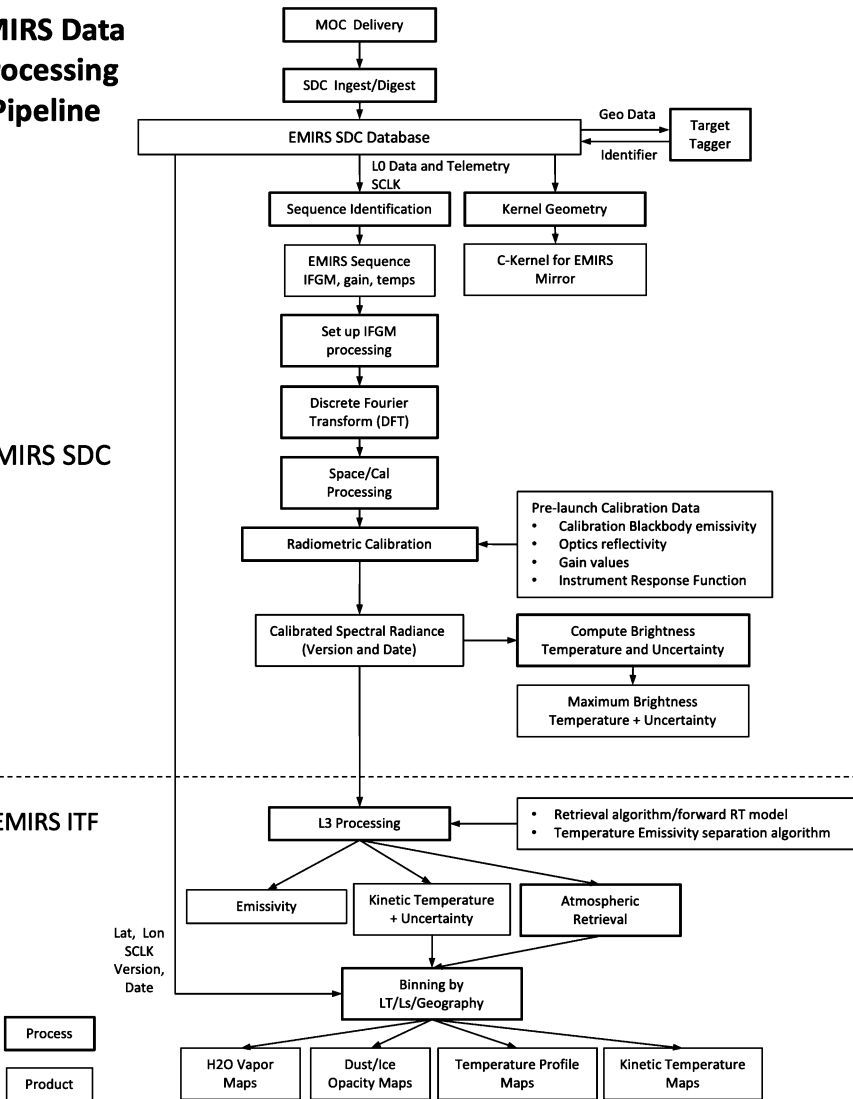 MIRS Data
rocessing
Pipeline
MOC Delivery
SDC Ingest/Digest
EMIRS SDC Database
Geo Data
Identifier
Target
Tagger
L0 Data and Telemetry
SCLK
Sequence Identification
Kernel Geometry
EMIRS Sequence
IFGM, gain, temps
C-Kernel for EMIRS
Mirror
Set up IFGM
processing
Discrete Fourier
Transform (DFT)
MIRS SDC
Space/Cal
Processing
Radiometric Calibration
Pre-launch Calibration Data
• Calibration Blackbody emissivity
• Optics reflectivity
• Gain values
• Instrument Response Function
Calibrated Spectral Radiance
(Version and Date)
Compute Brightness
Temperature and Uncertainty
Maximum Brightness
Temperature + Uncertainty
EMIRS ITF
L3 Processing
• Retrieval algorithm/forward RT model
• Temperature Emissivity separation algorithm
Emissivity
Kinetic Temperature
+ Uncertainty
Atmospheric
Retrieval
Lat, Lon
SCLK
Version,
Date
Binning by
LT/Ls/Geography
Process
Product
H2O Vapor
Maps
Dust/Ice
Opacity Maps
Temperature Profile
Maps
Kinetic Temperature
Maps